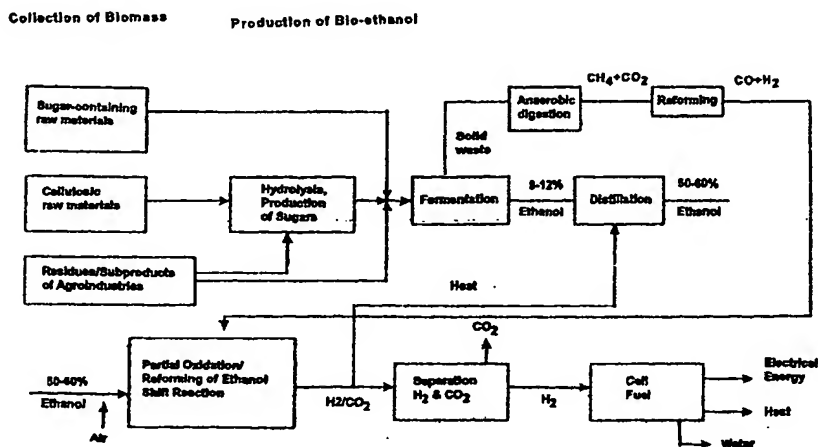 Collection of Biomass
Production of Bio-ethanol
CH4+CO2
CO+H2
Sugar-containing
raw materials
Anaerobic
digestion
Reforming
Solid
waste
Cellulosic
raw materials
Hydrolysis,
Production
of Sugars
Fermentation
8-12%
Ethanol
Distillation
50-60%
Ethanol
Residues/Subproducts
of Agroindustries
Heat
CO2
50-60%
Ethanol
Air
Partial Oxidation/
Reforming of Ethanol
Shift Reaction
H2/CO2
Separation
H2 & CO2
H2
Cell
Fuel
Electrical
Energy
Heat
Water